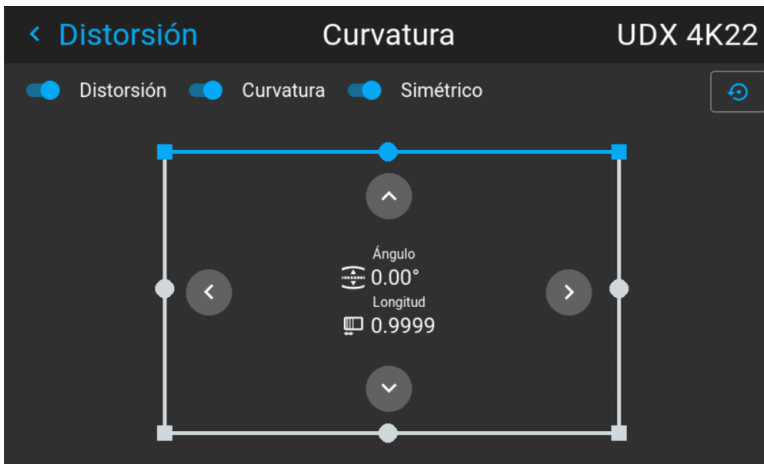 Distorsión Curvatura UDX 4K22
Distorsión Curvatura Simétrico
Ángulo
0.00°
Longitud
0.9999